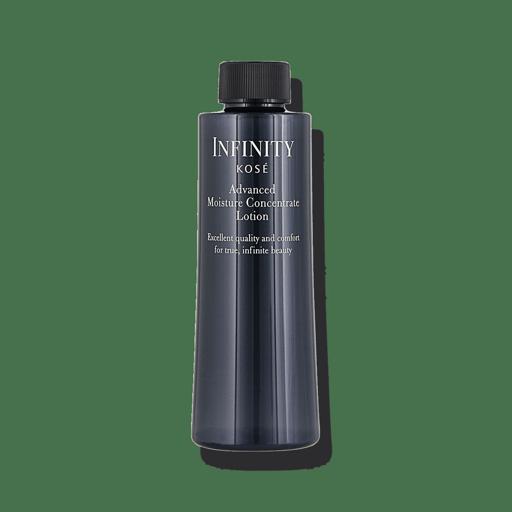 INFINITY
KOSÉ
Advanced
Moisture Concentrate
Lotion
Excellent quality and comfort
for true, infinite beauty